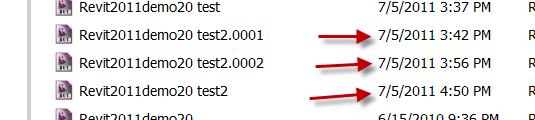 Revit2011demo20 test 7/5/2011 3:37 PM
Revit2011demo20 test2.0001 7/5/2011 3:42 PM R
Revit2011demo20 test2.0002 7/5/2011 3:56 PM R
Revit2011demo20 test2 7/5/2011 4:50 PM R
Revit2011demo20 6/15/2010 9:36 PM